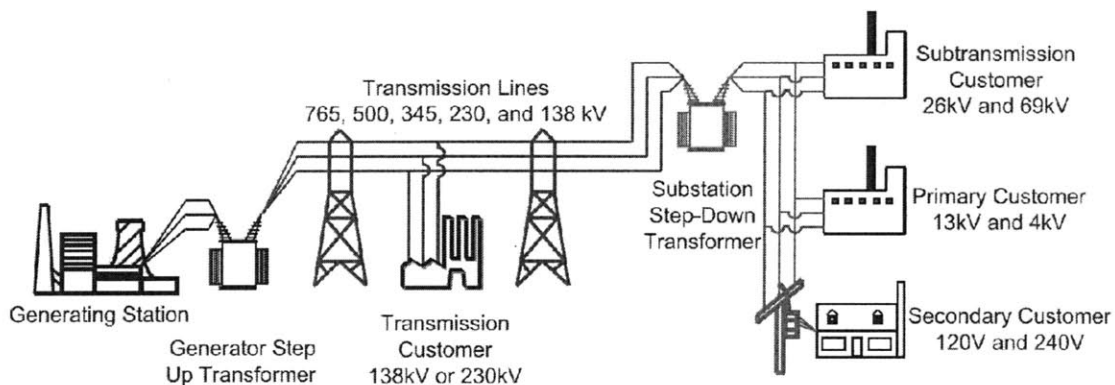 Transmission Lines
765, 500, 345, 230, and 138 kV
Subtransmission
Customer
26kV and 69kV
Substation
Step-Down
Transformer
Primary Customer
13kV and 4kV
Generating Station
Generator Step
Up Transformer
Transmission
Customer
138kV or 230kV
Secondary Customer
120V and 240V